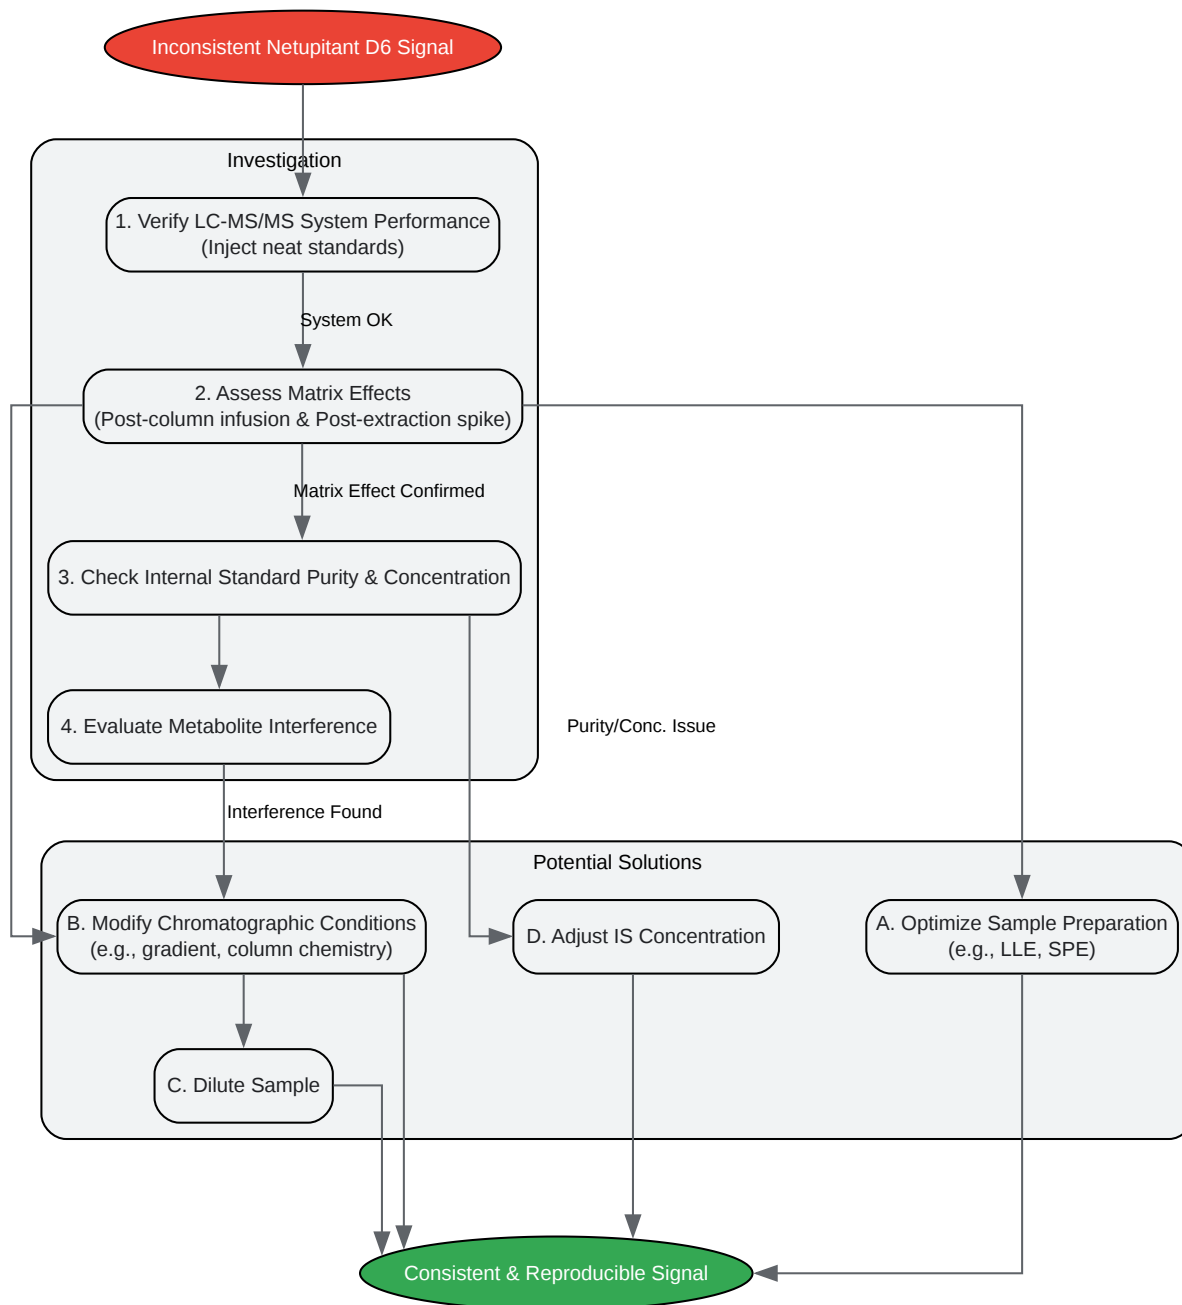 Inconsistent Netupitant D6 Signal
Investigation
1. Verify LC-MS/MS System Performance
(Inject neat standards)
System OK
2. Assess Matrix Effects
(Post-column infusion & Post-extraction spike)
Matrix Effect Confirmed
3. Check Internal Standard Purity & Concentration
4. Evaluate Metabolite Interference
Purity/Conc. Issue
Interference Found
Potential Solutions
B. Modify Chromatographic Conditions
(e.g., gradient, column chemistry)
D. Adjust IS Concentration
A. Optimize Sample Preparation
(e.g., LLE, SPE)
C. Dilute Sample
Consistent & Reproducible Signal